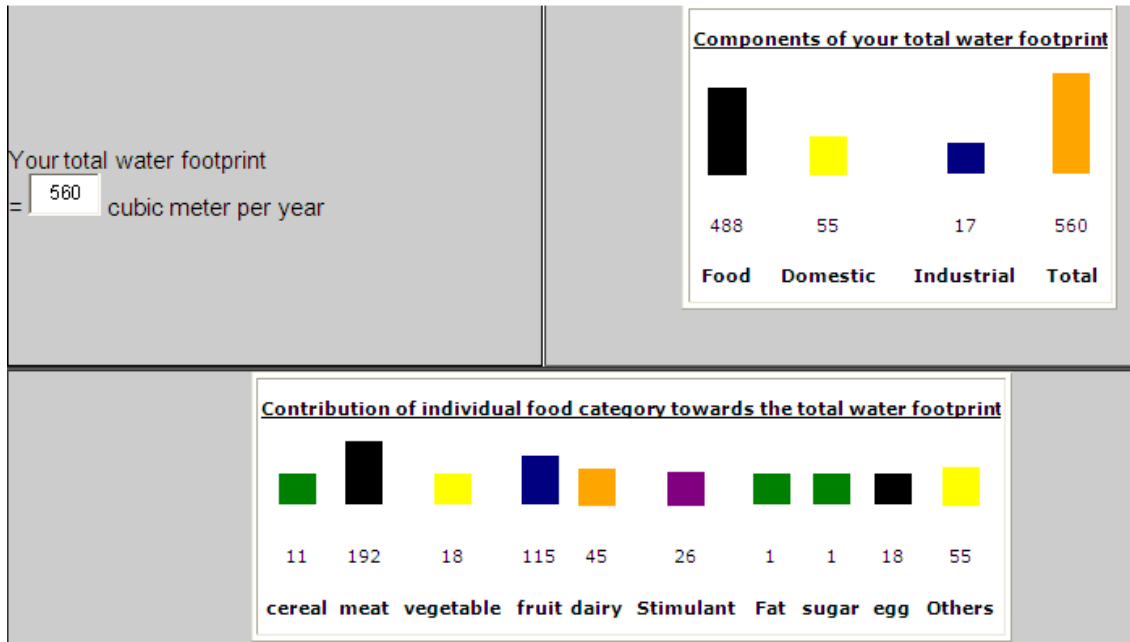 Your total water footprint
= 560 cubic meter per year
Components of your total water footprint
488 55 17 560
Food Domestic Industrial Total
Contribution of individual food category towards the total water footprint
11 192 18 115 45 26 1 1 18 55
cereal meat vegetable fruit dairy Stimulant Fat sugar egg Others